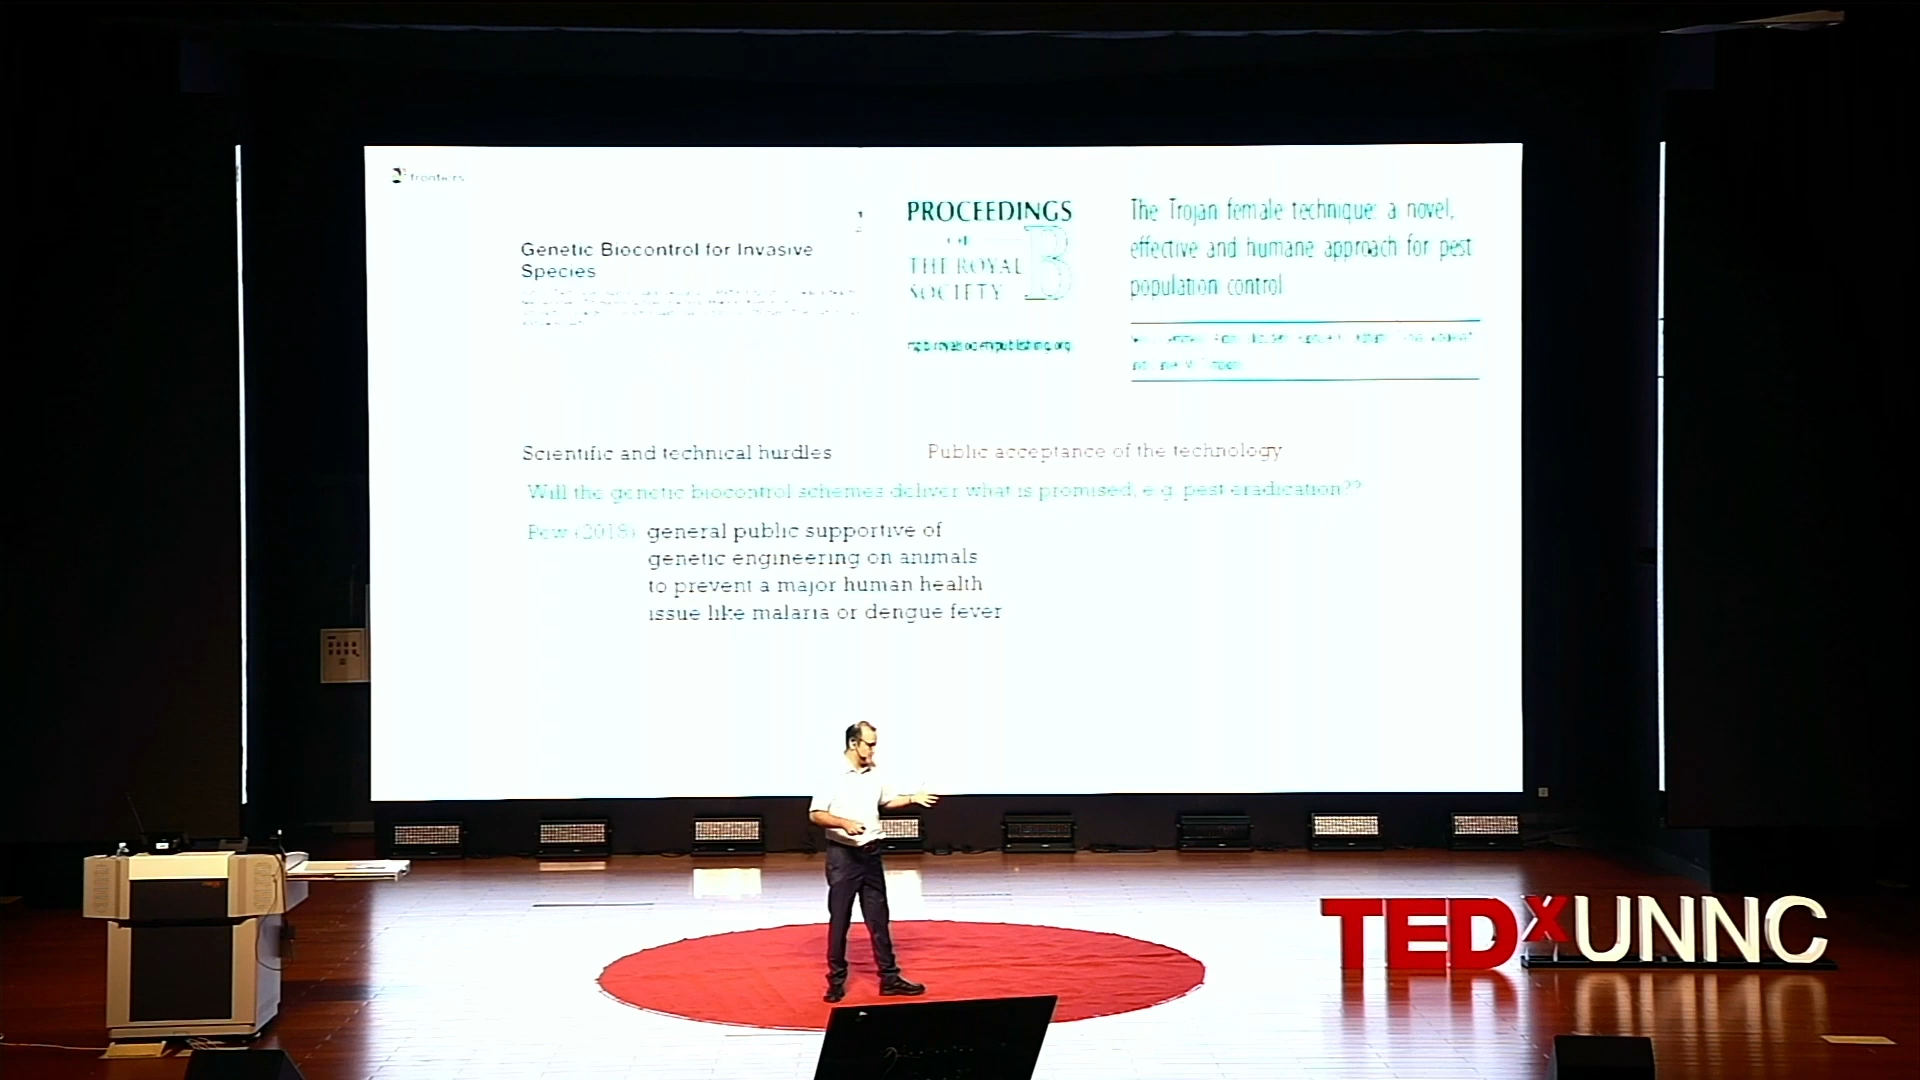 frontiers
Genetic Biocontrol for Invasive
Species
PROCEEDINGS
OF
THE ROYAL
SOCIETY
B
rspb.royalsocietypublishing.org
The Trojan female technique: a novel,
effective and humane approach for pest
population control
Scientific and technical hurdles
Public acceptance of the technology
Will the genetic biocontrol schemes deliver what is promised, e.g. pest eradication??
Pew (2018) general public supportive of
genetic engineering on animals
to prevent a major human health
issue like malaria or dengue fever
TEDxUNNC